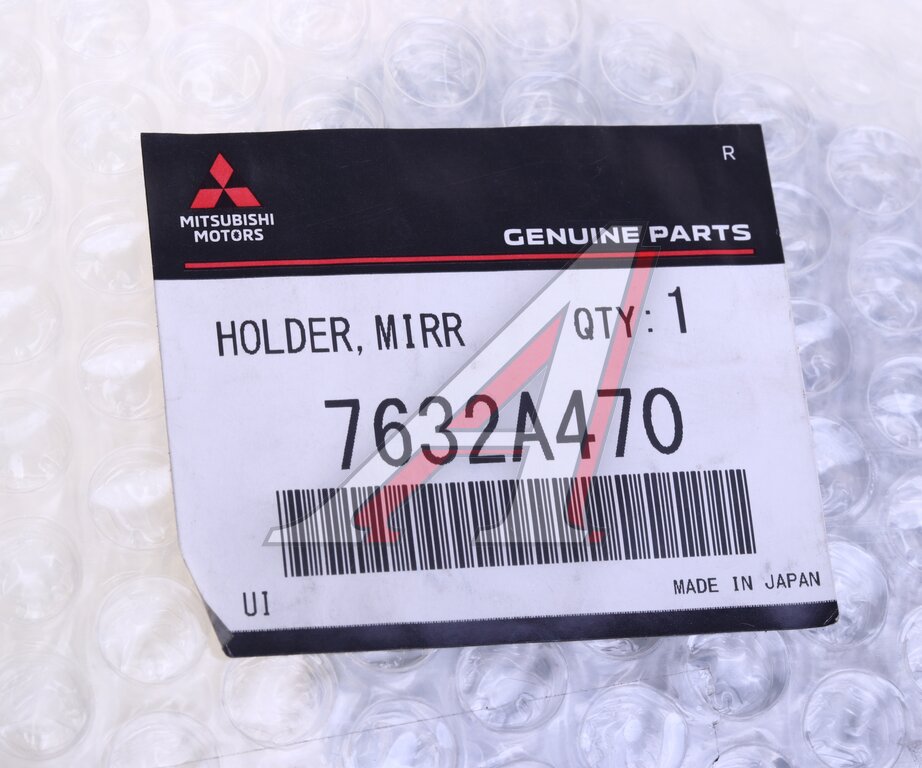 R
MITSUBISHI
MOTORS
GENUINE PARTS
HOLDER, MIRR QTY: 1
7632A470
UI
MADE IN JAPAN